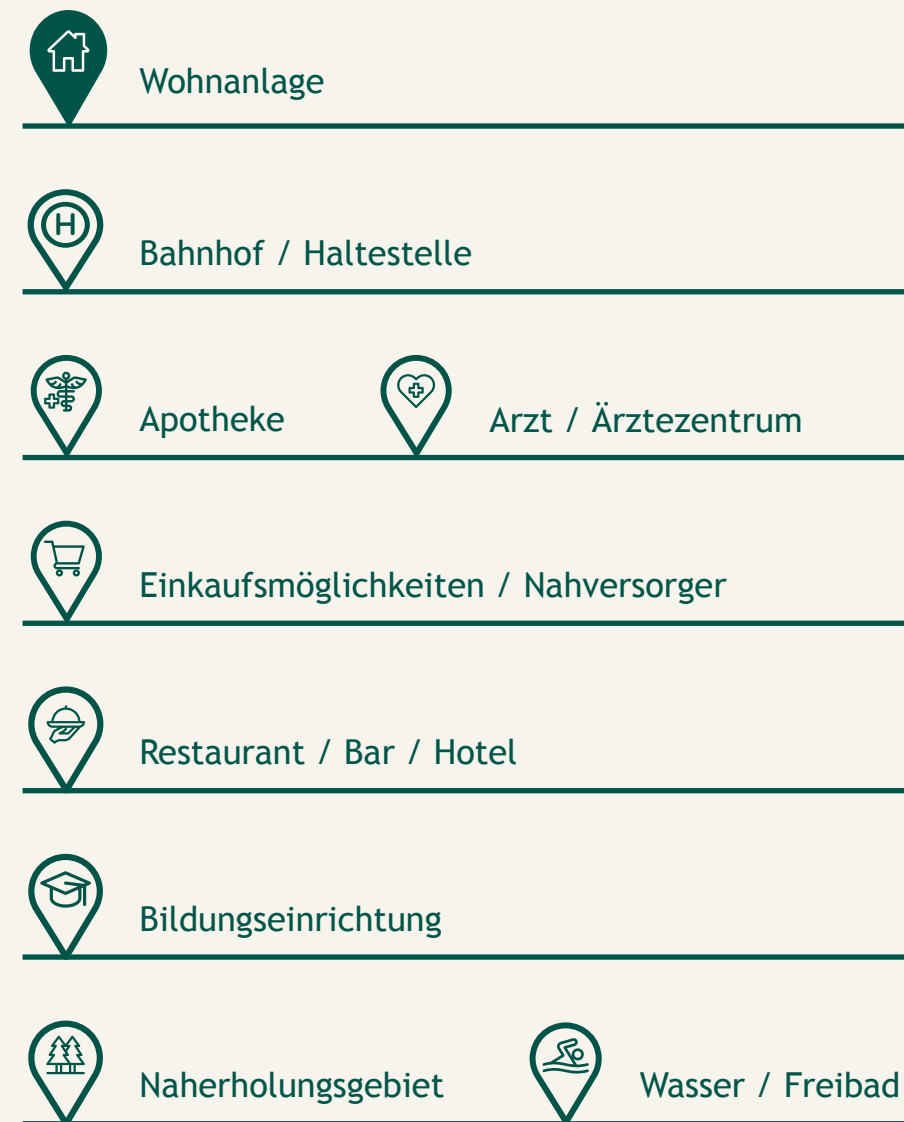 Wohnanlage
H
Bahnhof / Haltestelle
Apotheke Arzt / Ärztezentrum
Einkaufsmöglichkeiten / Nahversorger
Restaurant / Bar / Hotel
Bildungseinrichtung
Naherholungsgebiet Wasser / Freibad